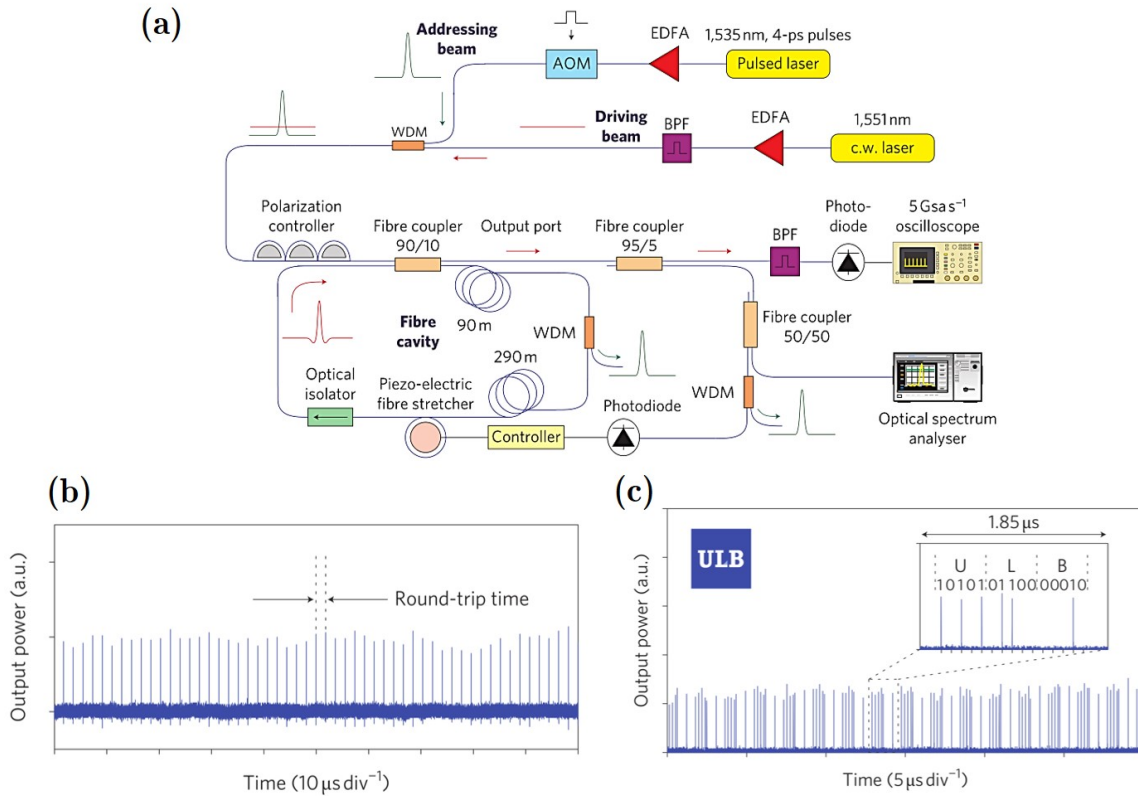 (a)
Addressing beam
AOM
EDFA
1,535 nm, 4-ps pulses
Pulsed laser
WDM
Driving beam
BPF
EDFA
1,551 nm
c.w. laser
Polarization controller
Fibre coupler 90/10
Output port
Fibre coupler 95/5
BPF
Photo-diode
5 Gsa s⁻¹ oscilloscope
90 m
Fibre cavity
290 m
WDM
Fibre coupler 50/50
Optical isolator
Piezo-electric fibre stretcher
Controller
Photodiode
WDM
Optical spectrum analyser
(b)
Output power (a.u.)
Round-trip time
Time (10 μs div⁻¹)
(c)
Output power (a.u.)
ULB
1.85 μs
U L B
10101 01100 00010
Time (5 μs div⁻¹)